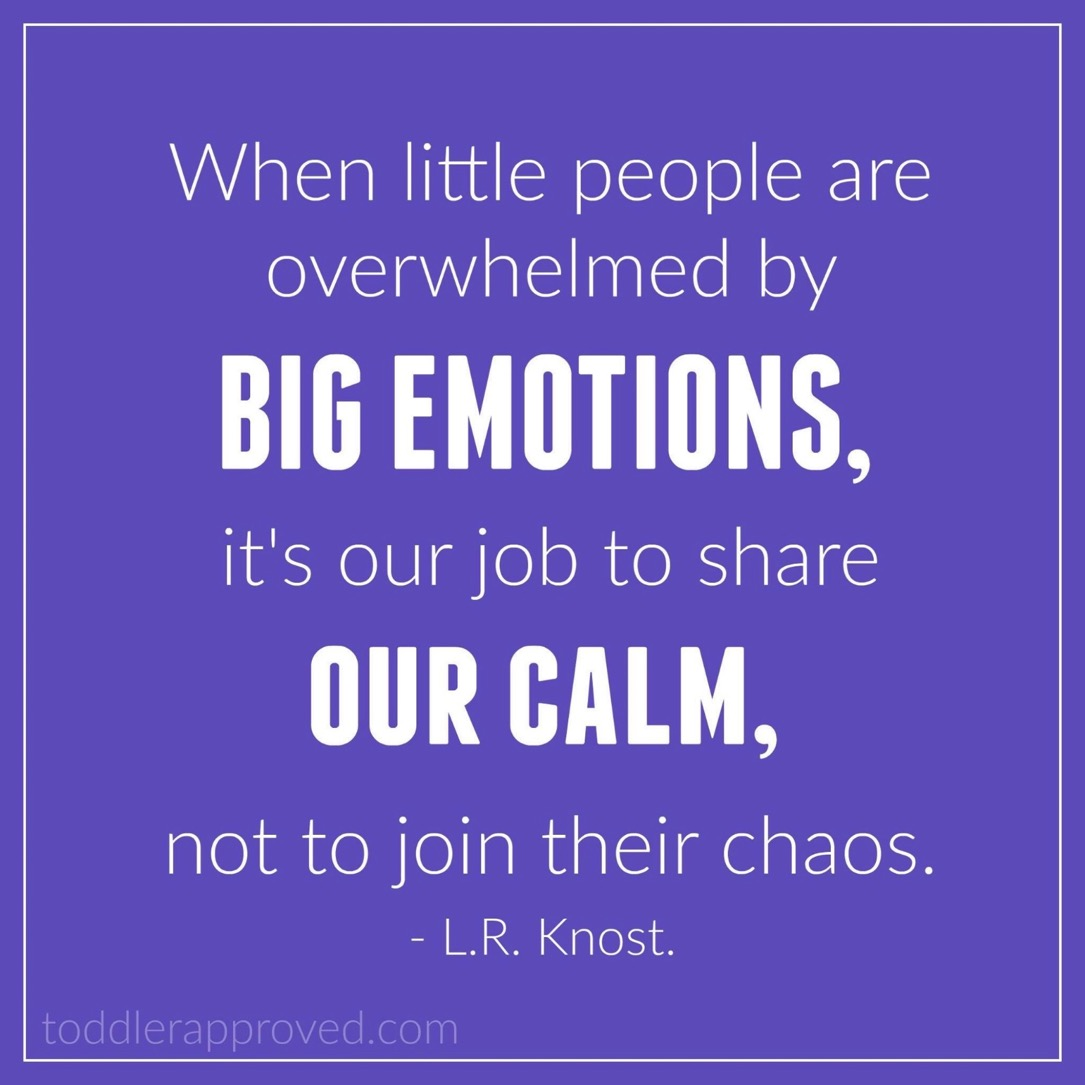 When little people are
overwhelmed by
BIG EMOTIONS,
it's our job to share
OUR CALM,
not to join their chaos.
- L.R. Knost.
toddlerapproved.com